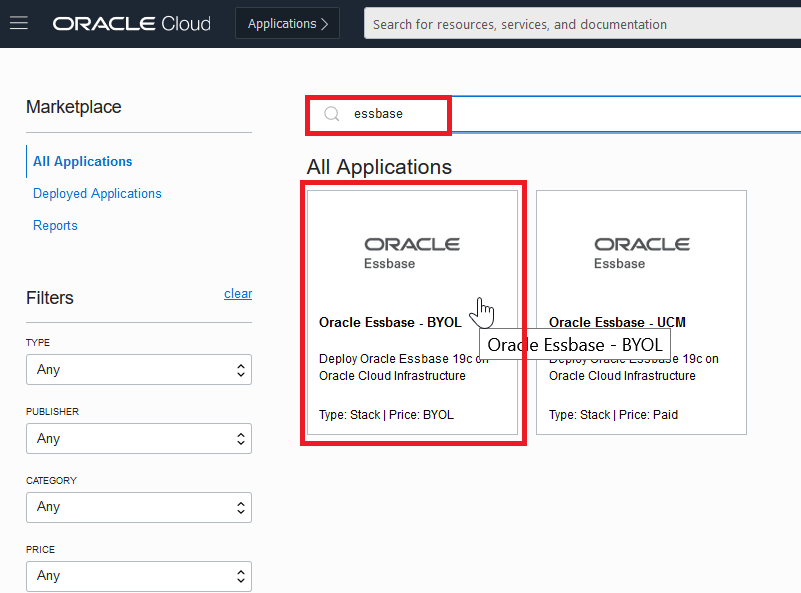 ORACLE Cloud
Applications
Search for resources, services, and documentation
Marketplace
All Applications
Deployed Applications
Reports
Filters
clear
TYPE
Any
PUBLISHER
Any
CATEGORY
Any
PRICE
Any
essbase
All Applications
ORACLE
Essbase
Oracle Essbase - BYOL
Deploy Oracle Essbase 19c on
Oracle Cloud Infrastructure
Type: Stack | Price: BYOL
Oracle Essbase - BYOL
ORACLE
Essbase
Oracle Essbase - UCM
Deploy Oracle Essbase 19c on
Oracle Cloud Infrastructure
Type: Stack | Price: Paid